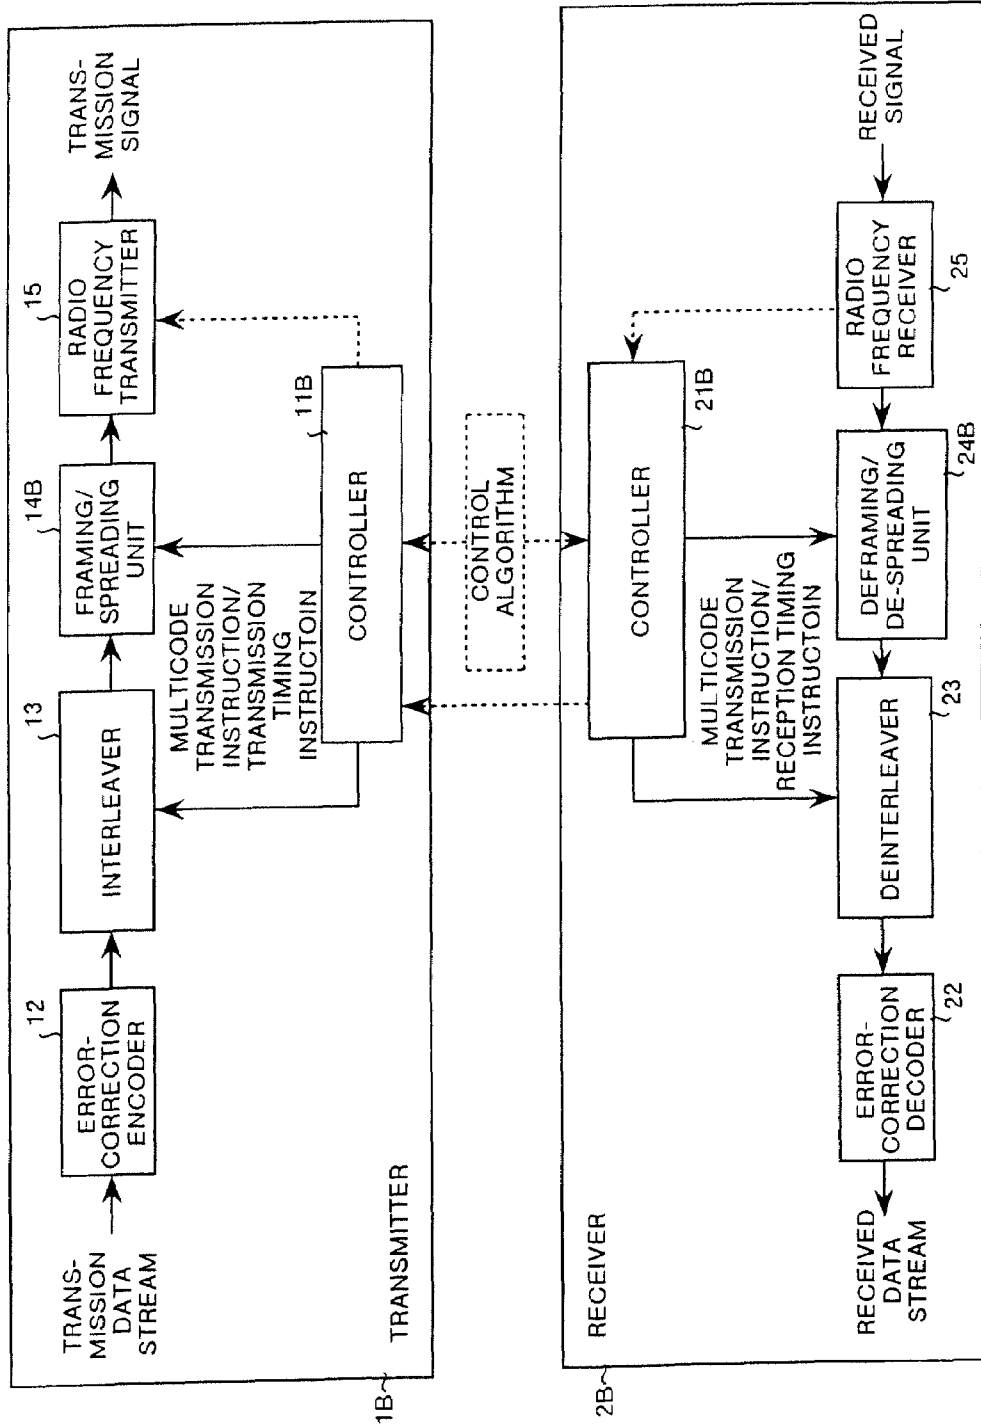 TRANS-
MISSION
DATA
STREAM
12
ERROR-
CORRECTION
ENCODER
13
INTERLEAVER
14B
FRAMING/
SPREADING
UNIT
15
RADIO
FREQUENCY
TRANSMITTER
TRANS-
MISSION
SIGNAL
MULTICODE
TRANSMISSION
INSTRUCTION/
TRANSMISSION
TIMING
INSTRUCTOIN
11B
CONTROLLER
TRANSMITTER
1B
CONTROL
ALGORITHM
2B
RECEIVER
CONTROLLER
21B
MULTICODE
TRANSMISSION
INSTRUCTION/
RECEPTION TIMING
INSTRUCTOIN
RECEIVED
DATA
STREAM
ERROR-
CORRECTION
DECODER
22
DEINTERLEAVER
23
DEFRAMING/
DE-SPREADING
UNIT
24B
RADIO
FREQUENCY
RECEIVER
25
RECEIVED
SIGNAL